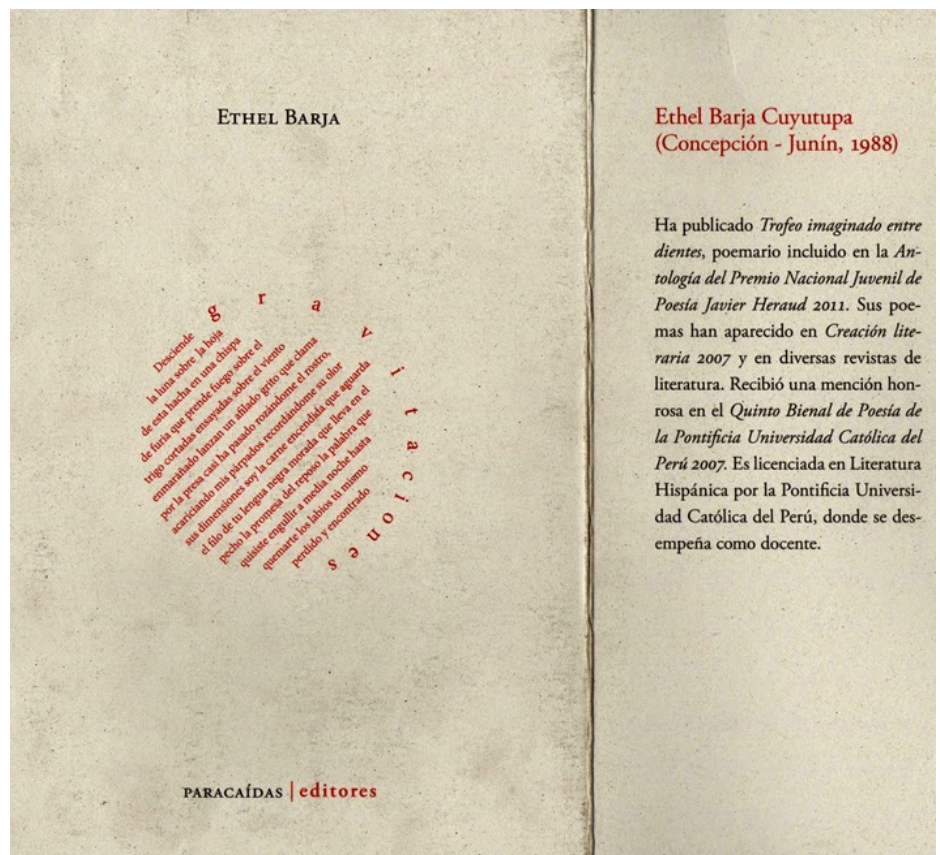 ETHEL BARJA
gravitaciones
Desciende
la luna sobre la hoja
de esta hacha en una chispa
de furia que prende fuego sobre el
trigo cortadas ensayadas sobre el viento
enmarañado lanzan un afilado grito que clama
por la presa casi ha pasado rozándome el rostro,
acariciando mis párpados recordándome su olor
sus dimensiones soy la carne encendida que aguarda
el filo de tu lengua negra morada que lleva en el
pecho la promesa del reposo la palabra que
quisiste engullir a media noche hasta
quemarte los labios tú mismo
perdido y encontrado
PARACAÍDAS | editores
Ethel Barja Cuyutupa
(Concepción - Junín, 1988)
Ha publicado Trofeo imaginado entre
dientes, poemario incluido en la An-
tología del Premio Nacional Juvenil de
Poesía Javier Heraud 2011. Sus poe-
mas han aparecido en Creación lite-
raria 2007 y en diversas revistas de
literatura. Recibió una mención hon-
rosa en el Quinto Bienal de Poesía de
la Pontificia Universidad Católica del
Perú 2007. Es licenciada en Literatura
Hispánica por la Pontificia Universi-
dad Católica del Perú, donde se des-
empeña como docente.